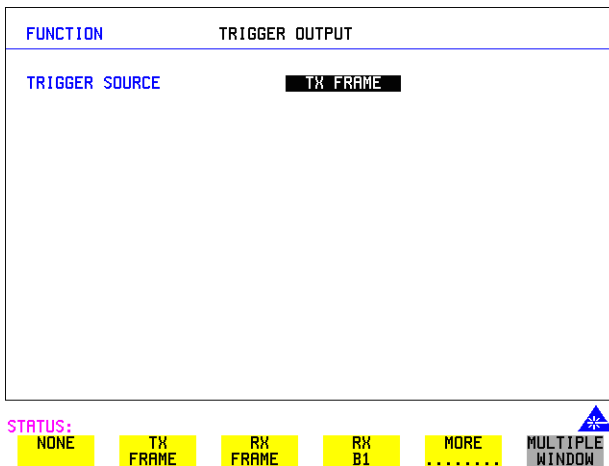 FUNCTION TRIGGER OUTPUT
TRIGGER SOURCE TX FRAME
STATUS:
NONE TX FRAME RX FRAME RX B1 MORE ........ MULTIPLE WINDOW